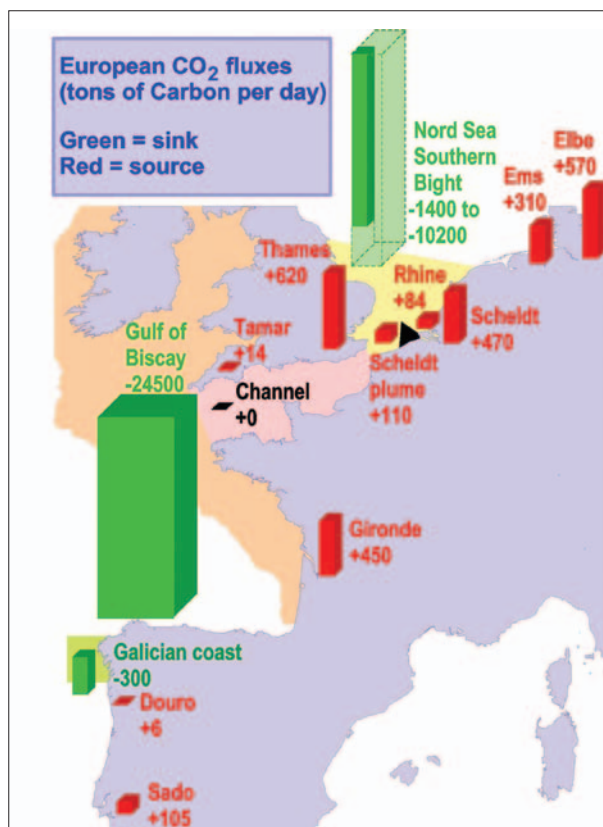 European CO2 fluxes
(tons of Carbon per day)
Green = sink
Red = source
Nord Sea
Southern
Bight
-1400 to
-10200
Elbe
+570
Ems
+310
Thames
+620
Rhine
+84
Scheldt
+470
Gulf of
Biscay
-24500
Tamar
+14
Scheldt
plume
+110
Channel
+0
Gironde
+450
Galician coast
-300
Douro
+6
Sado
+105